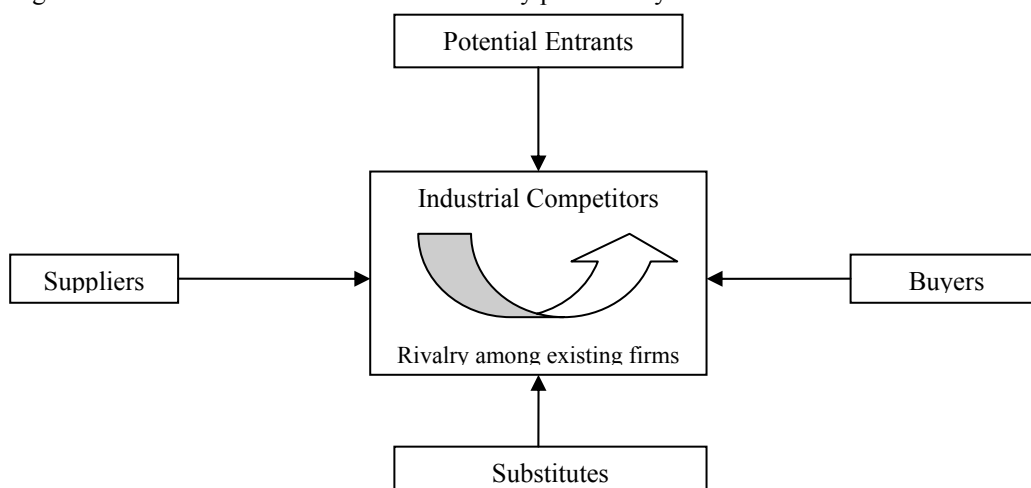 Potential Entrants
Industrial Competitors
Suppliers
Buyers
Rivalry among existing firms
Substitutes